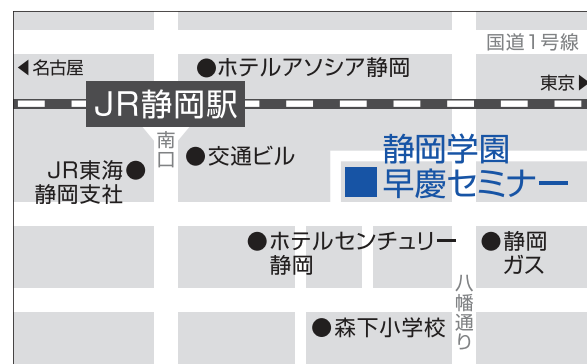 国道1号線
◀名古屋
●ホテルアソシア静岡
東京▶
JR静岡駅
南口
●交通ビル
JR東海●
静岡支社
静岡学園
■早慶セミナー
●ホテルセンチュリー
静岡
●静岡
ガス
八幡通り
●森下小学校